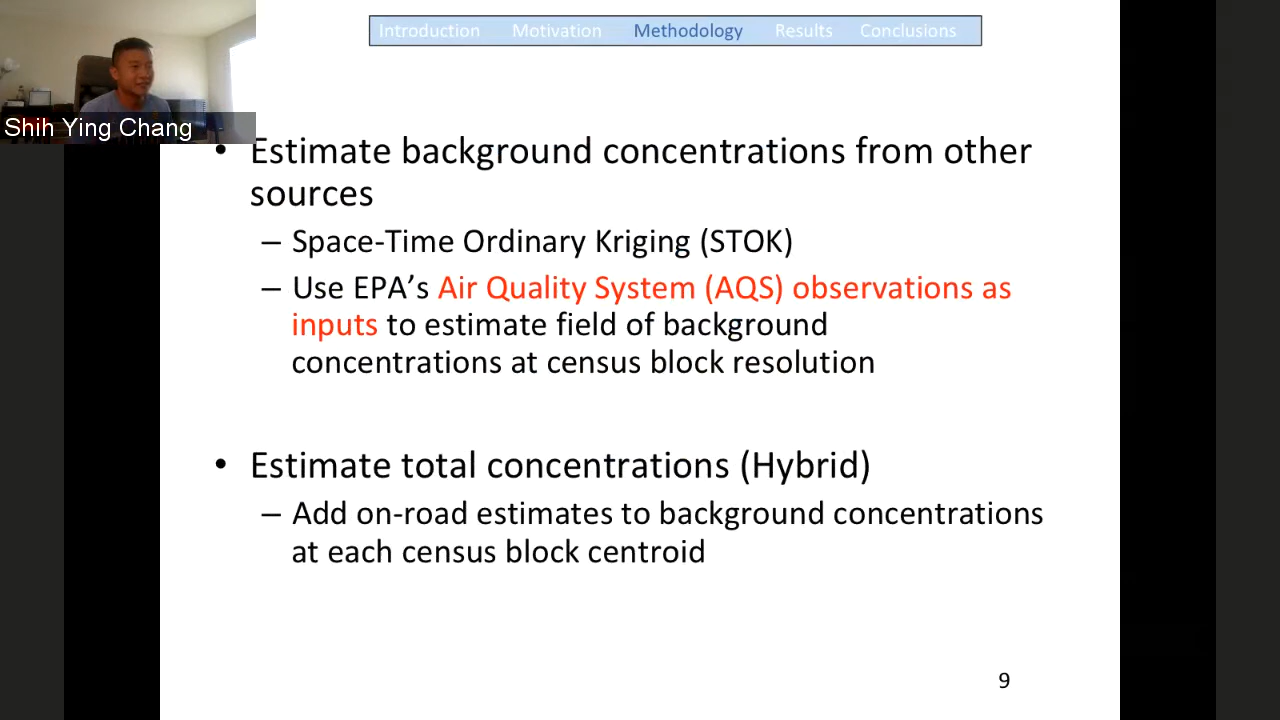 Introduction Motivation Methodology Results Conclusions
Shih Ying Chang
• Estimate background concentrations from other
sources
– Space-Time Ordinary Kriging (STOK)
– Use EPA’s Air Quality System (AQS) observations as
inputs to estimate field of background
concentrations at census block resolution
• Estimate total concentrations (Hybrid)
– Add on-road estimates to background concentrations
at each census block centroid
9